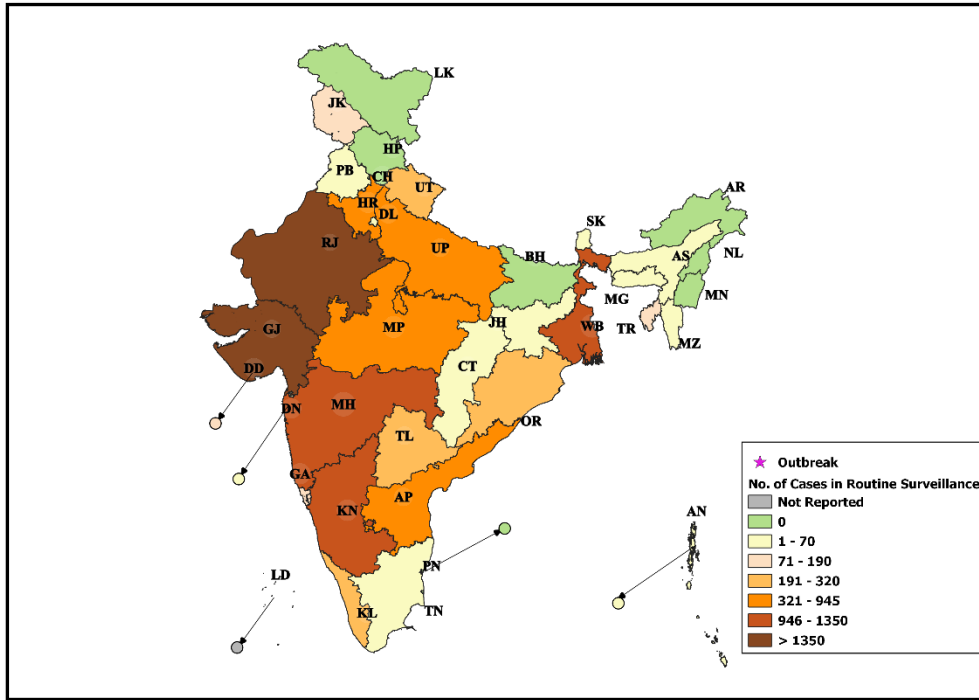 LK
JK
HP
PB
CH
UT
HR
DL
AR
SK
RJ
UP
BH
AS
NL
MG
MN
GJ
MP
JH
TR
WB
MZ
DD
CT
DN
MH
OR
TL
GA
AP
KN
AN
PN
LD
KL
TN
Outbreak
No. of Cases in Routine Surveillance
Not Reported
0
1 - 70
71 - 190
191 - 320
321 - 945
946 - 1350
> 1350